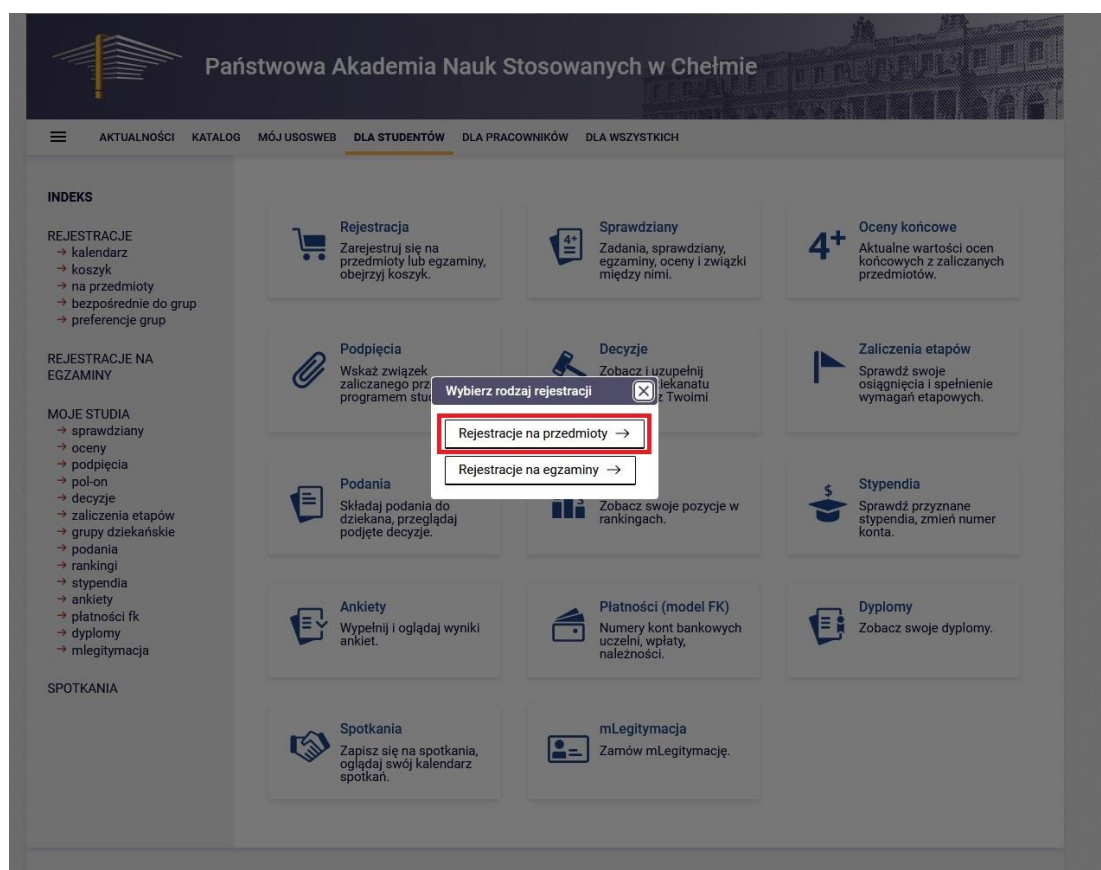 Państwowa Akademia Nauk Stosowanych w Chełmie
AKTUALNOŚCI KATALOG MÓJ USOSWEB DLA STUDENTÓW DLA PRACOWNIKÓW DLA WSZYSTKICH
INDEKS
REJESTRACJE
→ kalendarz
→ koszyk
→ na przedmioty
→ bezpośrednie do grup
→ preferencje grup
REJESTRACJE NA
EGZAMINY
MOJE STUDIA
→ sprawdziany
→ oceny
→ podpięcia
→ pol-on
→ decyzje
→ zaliczenia etapów
→ grupy dziekańskie
→ podania
→ rankingi
→ stypendia
→ ankiety
→ płatności fk
→ dyplomy
→ mlegitymacja
SPOTKANIA
Rejestracja
Zarejestruj się na
przedmioty lub egzaminy,
obejrzyj koszyk.
4+
Sprawdziany
Zadania, sprawdziany,
egzaminy, oceny i związki
między nimi.
4+
Oceny końcowe
Aktualne wartości ocen
końcowych z zaliczanych
przedmiotów.
Podpięcia
Wskaż związek
zaliczanego
programem
Decyzje
Zobacz i uzupełnij
Twoimi
Zaliczenia etapów
Sprawdź swoje
osiągnięcia i spełnienie
wymagań etapowych.
Wybierz rodzaj rejestracji
Rejestracje na przedmioty →
Rejestracje na egzaminy →
Podania
Składaj podania do
dziekana, przeglądaj
podjęte decyzje.
Zobacz swoje pozycje w
rankingach.
$
Stypendia
Sprawdź przyznane
stypendia, zmień numer
konta.
Ankiety
Wypełnij i oglądaj wyniki
ankiet.
Płatności (model FK)
Numery kont bankowych
uczelni, wpłaty,
należności.
Dyplomy
Zobacz swoje dyplomy.
Spotkania
Zapisz się na spotkania,
oglądaj swój kalendarz
spotkań.
mLegitymacja
Zamów mLegitymację.